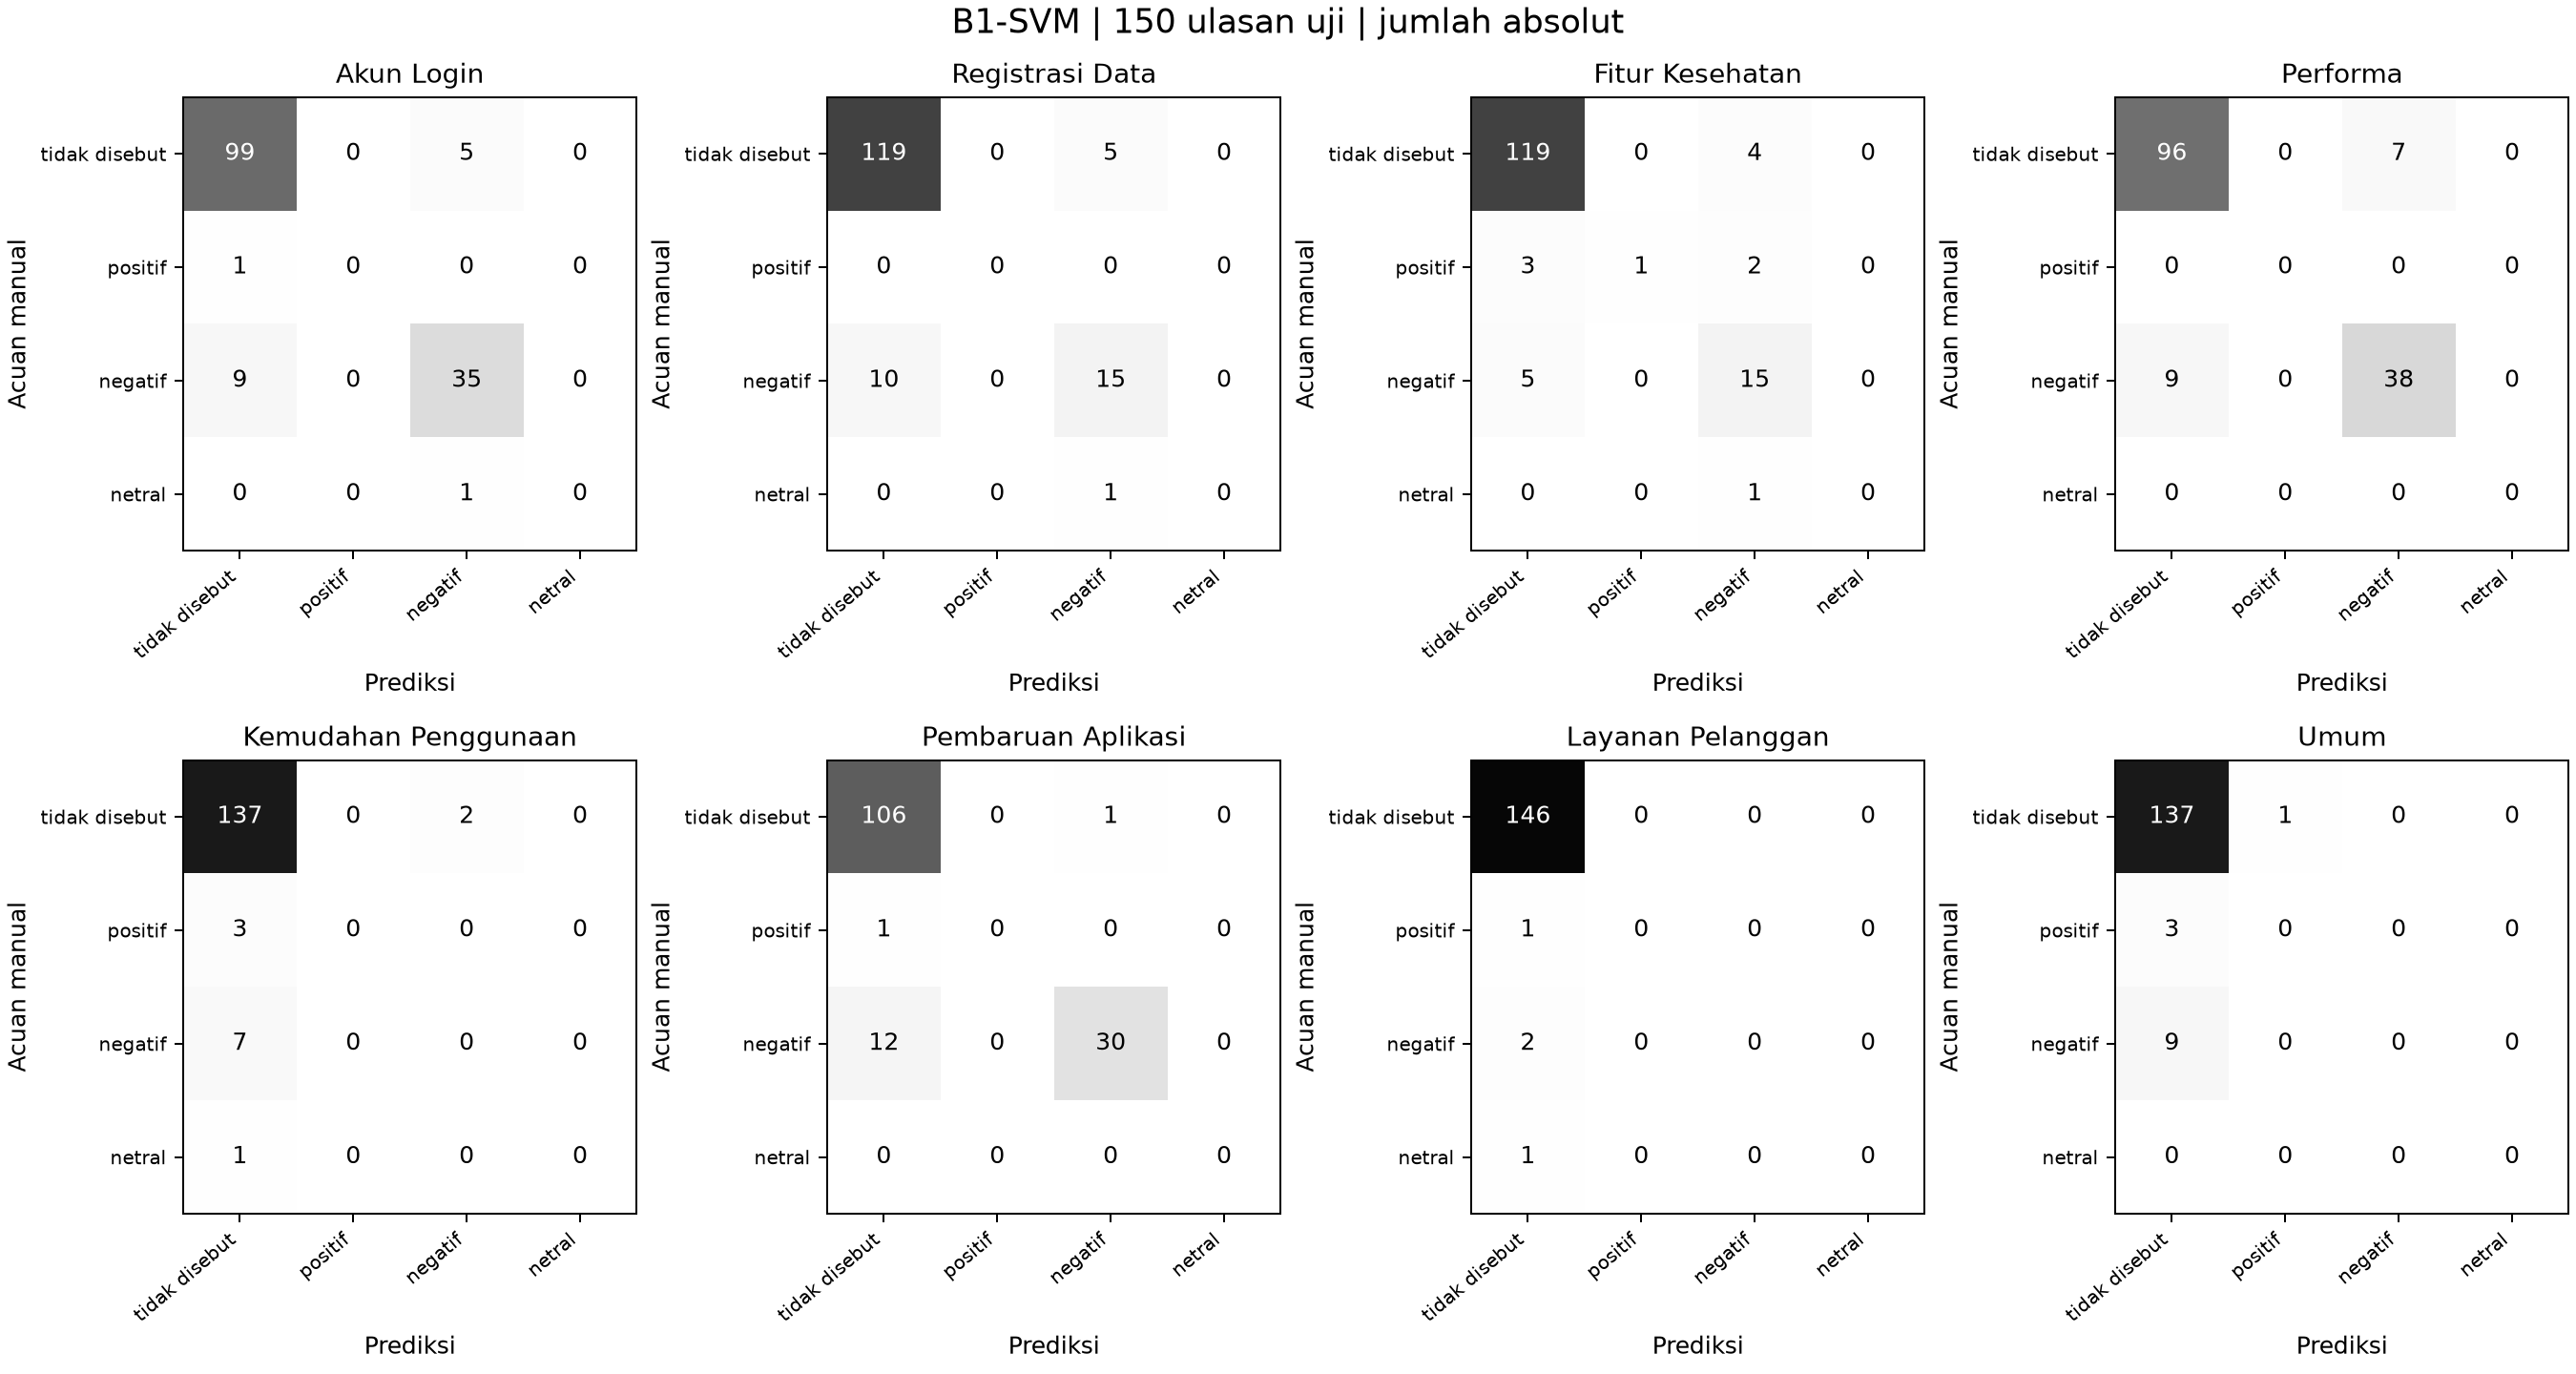 B1-SVM | 150 ulasan uji | jumlah absolut
Akun Login
Acuan manual
tidak disebut 99 0 5 0
positif 1 0 0 0
negatif 9 0 35 0
netral 0 0 1 0
tidak disebut positif negatif netral
Prediksi
Registrasi Data
Acuan manual
tidak disebut 119 0 5 0
positif 0 0 0 0
negatif 10 0 15 0
netral 0 0 1 0
tidak disebut positif negatif netral
Prediksi
Fitur Kesehatan
Acuan manual
tidak disebut 119 0 4 0
positif 3 1 2 0
negatif 5 0 15 0
netral 0 0 1 0
tidak disebut positif negatif netral
Prediksi
Performa
Acuan manual
tidak disebut 96 0 7 0
positif 0 0 0 0
negatif 9 0 38 0
netral 0 0 0 0
tidak disebut positif negatif netral
Prediksi
Kemudahan Penggunaan
Acuan manual
tidak disebut 137 0 2 0
positif 3 0 0 0
negatif 7 0 0 0
netral 1 0 0 0
tidak disebut positif negatif netral
Prediksi
Pembaruan Aplikasi
Acuan manual
tidak disebut 106 0 1 0
positif 1 0 0 0
negatif 12 0 30 0
netral 0 0 0 0
tidak disebut positif negatif netral
Prediksi
Layanan Pelanggan
Acuan manual
tidak disebut 146 0 0 0
positif 1 0 0 0
negatif 2 0 0 0
netral 1 0 0 0
tidak disebut positif negatif netral
Prediksi
Umum
Acuan manual
tidak disebut 137 1 0 0
positif 3 0 0 0
negatif 9 0 0 0
netral 0 0 0 0
tidak disebut positif negatif netral
Prediksi